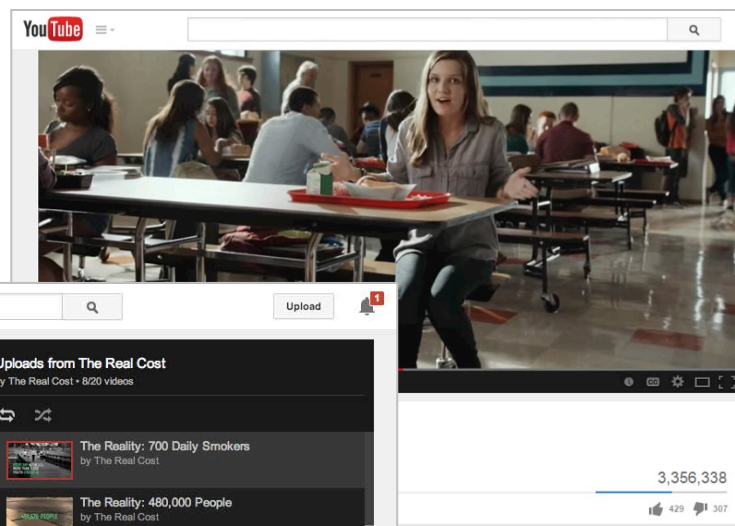 YouTube
Upload
1
Uploads from The Real Cost
by The Real Cost • 8/20 videos
The Reality: 700 Daily Smokers
by The Real Cost
The Reality: 480,000 People
by The Real Cost
CC
3,356,338
429 307